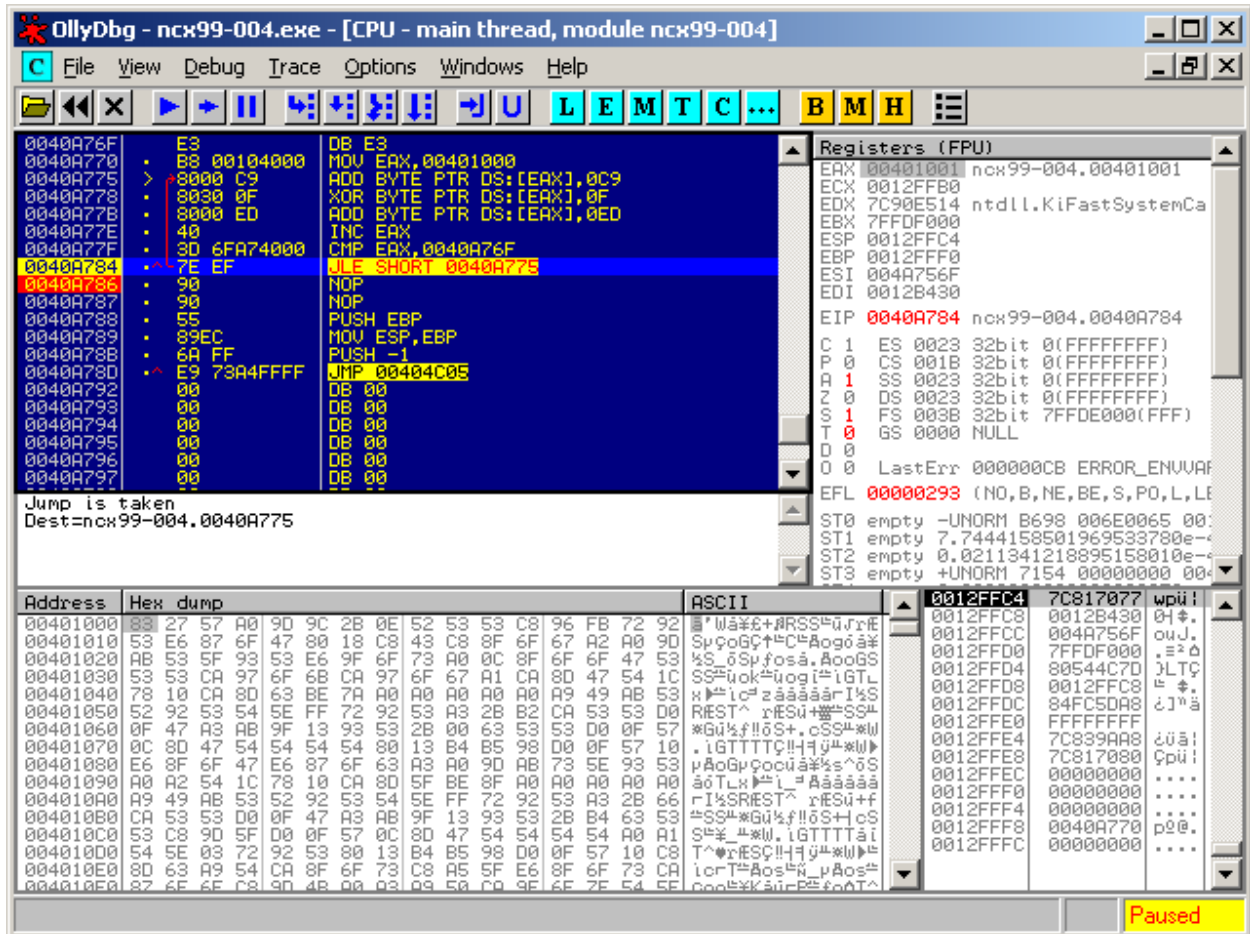 OllyDbg - ncx99-004.exe - [CPU - main thread, module ncx99-004]
C File View Debug Trace Options Windows Help
L E M T C ... B M H
0040A76F E3 DB E3
0040A770 . B8 00104000 MOV EAX,00401000
0040A775 > 8000 C9 ADD BYTE PTR DS:[EAX],0C9
0040A778 . 8030 0F XOR BYTE PTR DS:[EAX],0F
0040A77B . 8000 ED ADD BYTE PTR DS:[EAX],0ED
0040A77E . 40 INC EAX
0040A77F . 3D 6FA74000 CMP EAX,0040A76F
0040A784 .^ 7E EF JLE SHORT 0040A775
0040A786 . 90 NOP
0040A787 . 90 NOP
0040A788 . 55 PUSH EBP
0040A789 . 89EC MOV ESP,EBP
0040A78B . 6A FF PUSH -1
0040A78D .^ E9 73A4FFFF JMP 00404C05
0040A792 00 DB 00
0040A793 00 DB 00
0040A794 00 DB 00
0040A795 00 DB 00
0040A796 00 DB 00
0040A797 00 DB 00
Jump is taken
Dest=ncx99-004.0040A775
Registers (FPU)
EAX 00401001 ncx99-004.00401001
ECX 0012FFB0
EDX 7C90E514 ntdll.KiFastSystemCa
EBX 7FFDF000
ESP 0012FFC4
EBP 0012FFF0
ESI 004A756F
EDI 0012B430
EIP 0040A784 ncx99-004.0040A784
C 1 ES 0023 32bit 0(FFFFFFFF)
P 0 CS 001B 32bit 0(FFFFFFFF)
A 1 SS 0023 32bit 0(FFFFFFFF)
Z 0 DS 0023 32bit 0(FFFFFFFF)
S 1 FS 003B 32bit 7FFDE000(FFF)
T 0 GS 0000 NULL
D 0
O 0 LastErr 000000CB ERROR_ENVVAR
EFL 00000293 (NO,B,NE,BE,S,PO,L,LE
ST0 empty -UNORM B698 006E0065 001
ST1 empty 7.7444158501969533780e-4
ST2 empty 0.0211341218895158010e-4
ST3 empty +UNORM 7154 00000000 004
Address Hex dump ASCII
00401000 83 27 57 A0 9D 9C 2B 0E 52 53 53 C8 96 FB 72 92
00401010 53 E6 87 6F 47 80 18 C8 43 C8 8F 6F 67 A2 A0 9D
00401020 AB 53 5F 93 53 E6 9F 6F 73 A0 0C 8F 6F 6F 47 53
00401030 53 53 CA 97 6F 6B CA 97 6F 67 A1 CA 8D 47 54 1C
00401040 78 10 CA 8D 63 BE 7A A0 A0 A0 A0 A0 A9 49 AB 53
00401050 52 92 53 54 5E FF 72 92 53 A3 2B B2 CA 53 53 D0
00401060 0F 47 A3 AB 9F 13 93 53 2B 00 63 53 53 D0 0F 57
00401070 0C 8D 47 54 54 54 54 80 13 B4 B5 98 D0 0F 57 10
00401080 E6 8F 6F 47 E6 87 6F 63 A3 A0 9D AB 73 5E 93 53
00401090 A0 A2 54 1C 78 10 CA 8D 5F BE 8F A0 A0 A0 A0 A0
004010A0 A9 49 AB 53 52 92 53 54 5E FF 72 92 53 A3 2B 66
004010B0 CA 53 53 D0 0F 47 A3 AB 9F 13 93 53 2B B4 63 53
004010C0 53 C8 9D 5F D0 0F 57 0C 8D 47 54 54 54 54 A0 A1
004010D0 54 5E 03 72 92 53 80 13 B4 B5 98 D0 0F 57 10 C8
004010E0 8D 63 A9 54 CA 8F 6F 73 C8 A5 5F E6 8F 6F 73 CA
0012FFC4 7C817077
0012FFC8 0012B430
0012FFCC 004A756F ouJ.
0012FFD0 7FFDF000
0012FFD4 80544C7D
0012FFD8 0012FFC8
0012FFDC 84FC5DA8
0012FFE0 FFFFFFFF
0012FFE4 7C839AA8
0012FFE8 7C817080
0012FFEC 00000000 ....
0012FFF0 00000000 ....
0012FFF4 00000000 ....
0012FFF8 0040A770
0012FFFC 00000000 ....
Paused